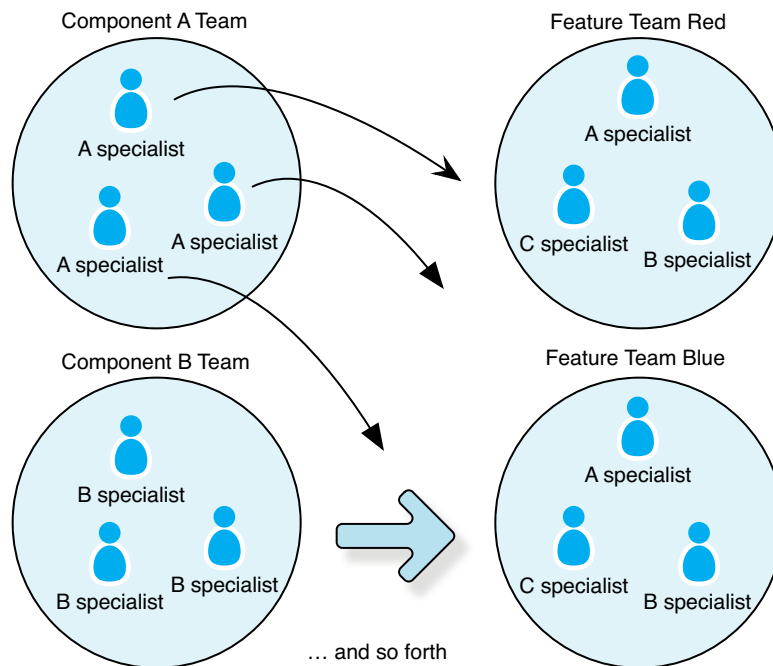 Component A Team
Feature Team Red
A specialist
A specialist
A specialist
A specialist
C specialist
B specialist
Component B Team
Feature Team Blue
B specialist
B specialist
B specialist
A specialist
C specialist
B specialist
… and so forth